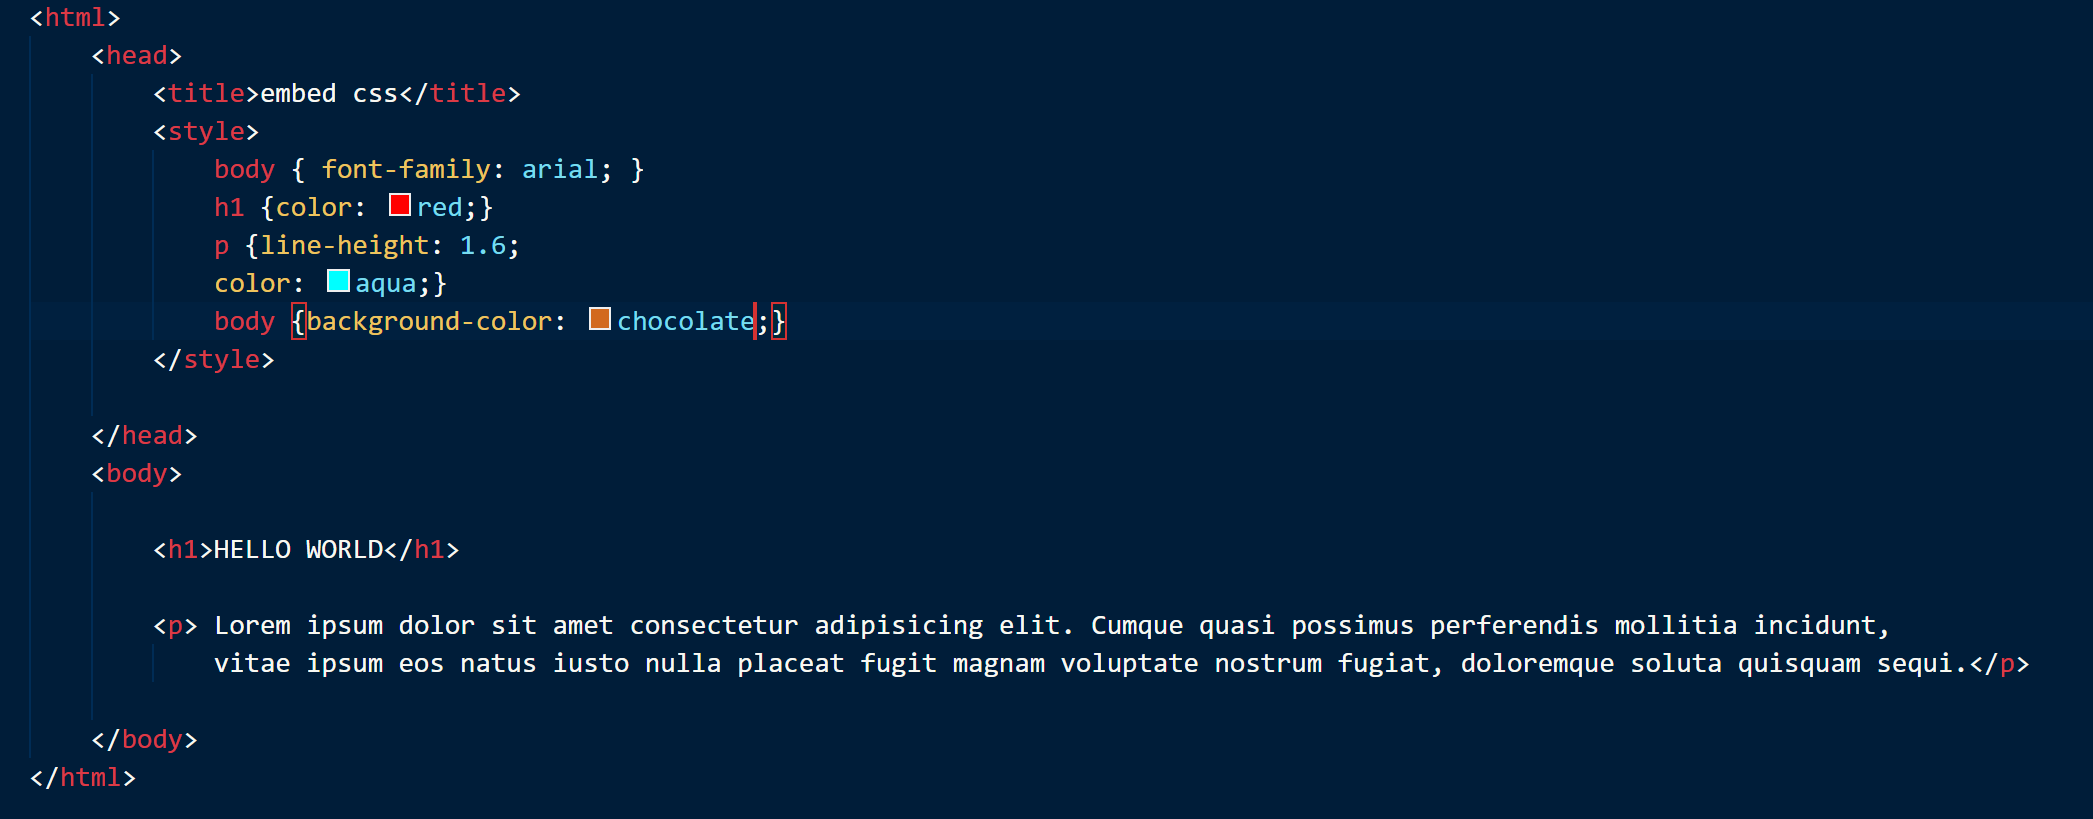 <html>
<head>
<title>embed css</title>
<style>
body { font-family: arial; }
h1 {color: red;}
p {line-height: 1.6;
color: aqua;}
body {background-color: chocolate;}
</style>
</head>
<body>
<h1>HELLO WORLD</h1>
<p> Lorem ipsum dolor sit amet consectetur adipisicing elit. Cumque quasi possimus perferendis mollitia incidunt,
vitae ipsum eos natus iusto nulla placeat fugit magnam voluptate nostrum fugiat, doloremque soluta quisquam sequi.</p>
</body>
</html>